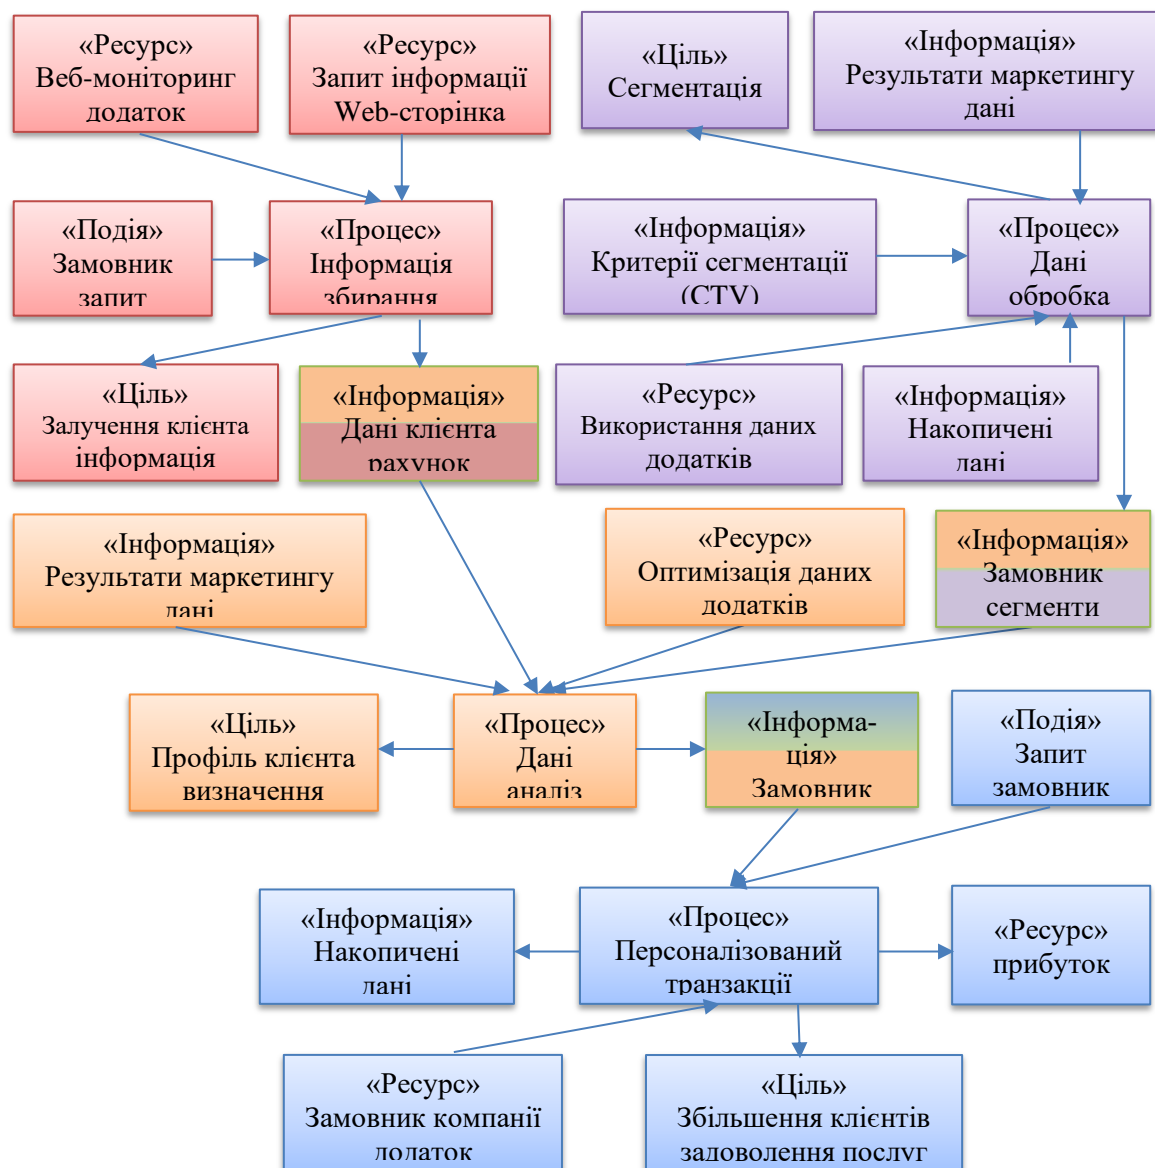 «Ресурс»
Веб-моніторинг
додаток
«Ресурс»
Запит інформації
Web-сторінка
«Ціль»
Сегментація
«Інформація»
Результати маркетингу
дані
«Подія»
Замовник
запит
«Процес»
Інформація
збирання
«Інформація»
Критерії сегментації
(CTV)
«Процес»
Дані
обробка
«Ціль»
Залучення клієнта
інформація
«Інформація»
Дані клієнта
рахунок
«Ресурс»
Використання даних
додатків
«Інформація»
Накопичені
дані
«Інформація»
Результати маркетингу
дані
«Ресурс»
Оптимізація даних
додатків
«Інформація»
Замовник
сегменти
«Ціль»
Профіль клієнта
визначення
«Процес»
Дані
аналіз
«Інформа-
ція»
Замовник
«Подія»
Запит
замовник
«Інформація»
Накопичені
дані
«Процес»
Персоналізований
транзакції
«Ресурс»
прибуток
«Ресурс»
Замовник компанії
додаток
«Ціль»
Збільшення клієнтів
задоволення послуг